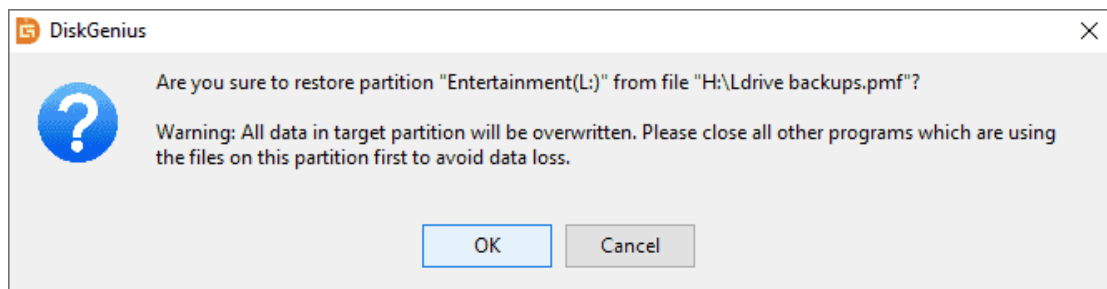 DiskGenius
Are you sure to restore partition "Entertainment(L:)" from file "H:\Ldrive backups.pmf"?
Warning: All data in target partition will be overwritten. Please close all other programs which are using
the files on this partition first to avoid data loss.
OK
Cancel